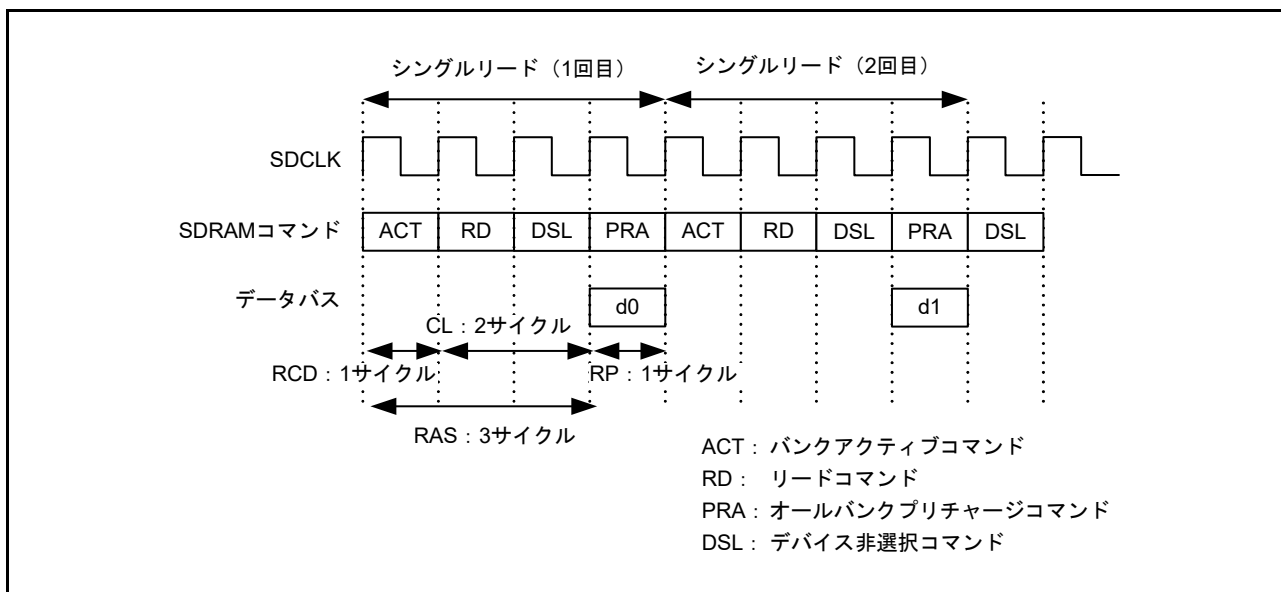 シングルリード(1回目) シングルリード(2回目)
SDCLK
SDRAMコマンド ACT RD DSL PRA ACT RD DSL PRA DSL
データバス d0 d1
CL:2サイクル
RCD:1サイクル RP:1サイクル
RAS:3サイクル
ACT: バンクアクティブコマンド
RD: リードコマンド
PRA: オールバンクプリチャージコマンド
DSL: デバイス非選択コマンド